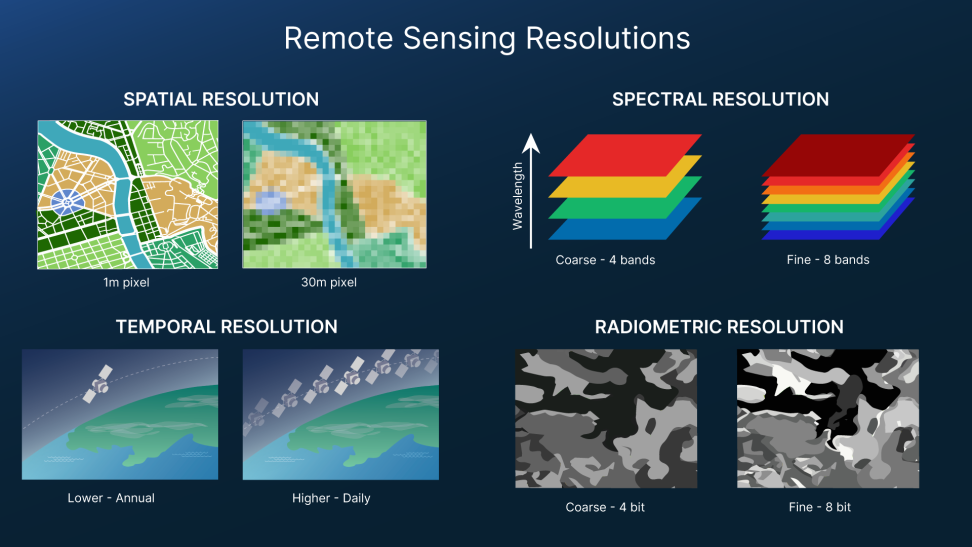 Remote Sensing Resolutions
SPATIAL RESOLUTION
1m pixel
30m pixel
SPECTRAL RESOLUTION
Wavelength
Coarse - 4 bands
Fine - 8 bands
TEMPORAL RESOLUTION
Lower - Annual
Higher - Daily
RADIOMETRIC RESOLUTION
Coarse - 4 bit
Fine - 8 bit